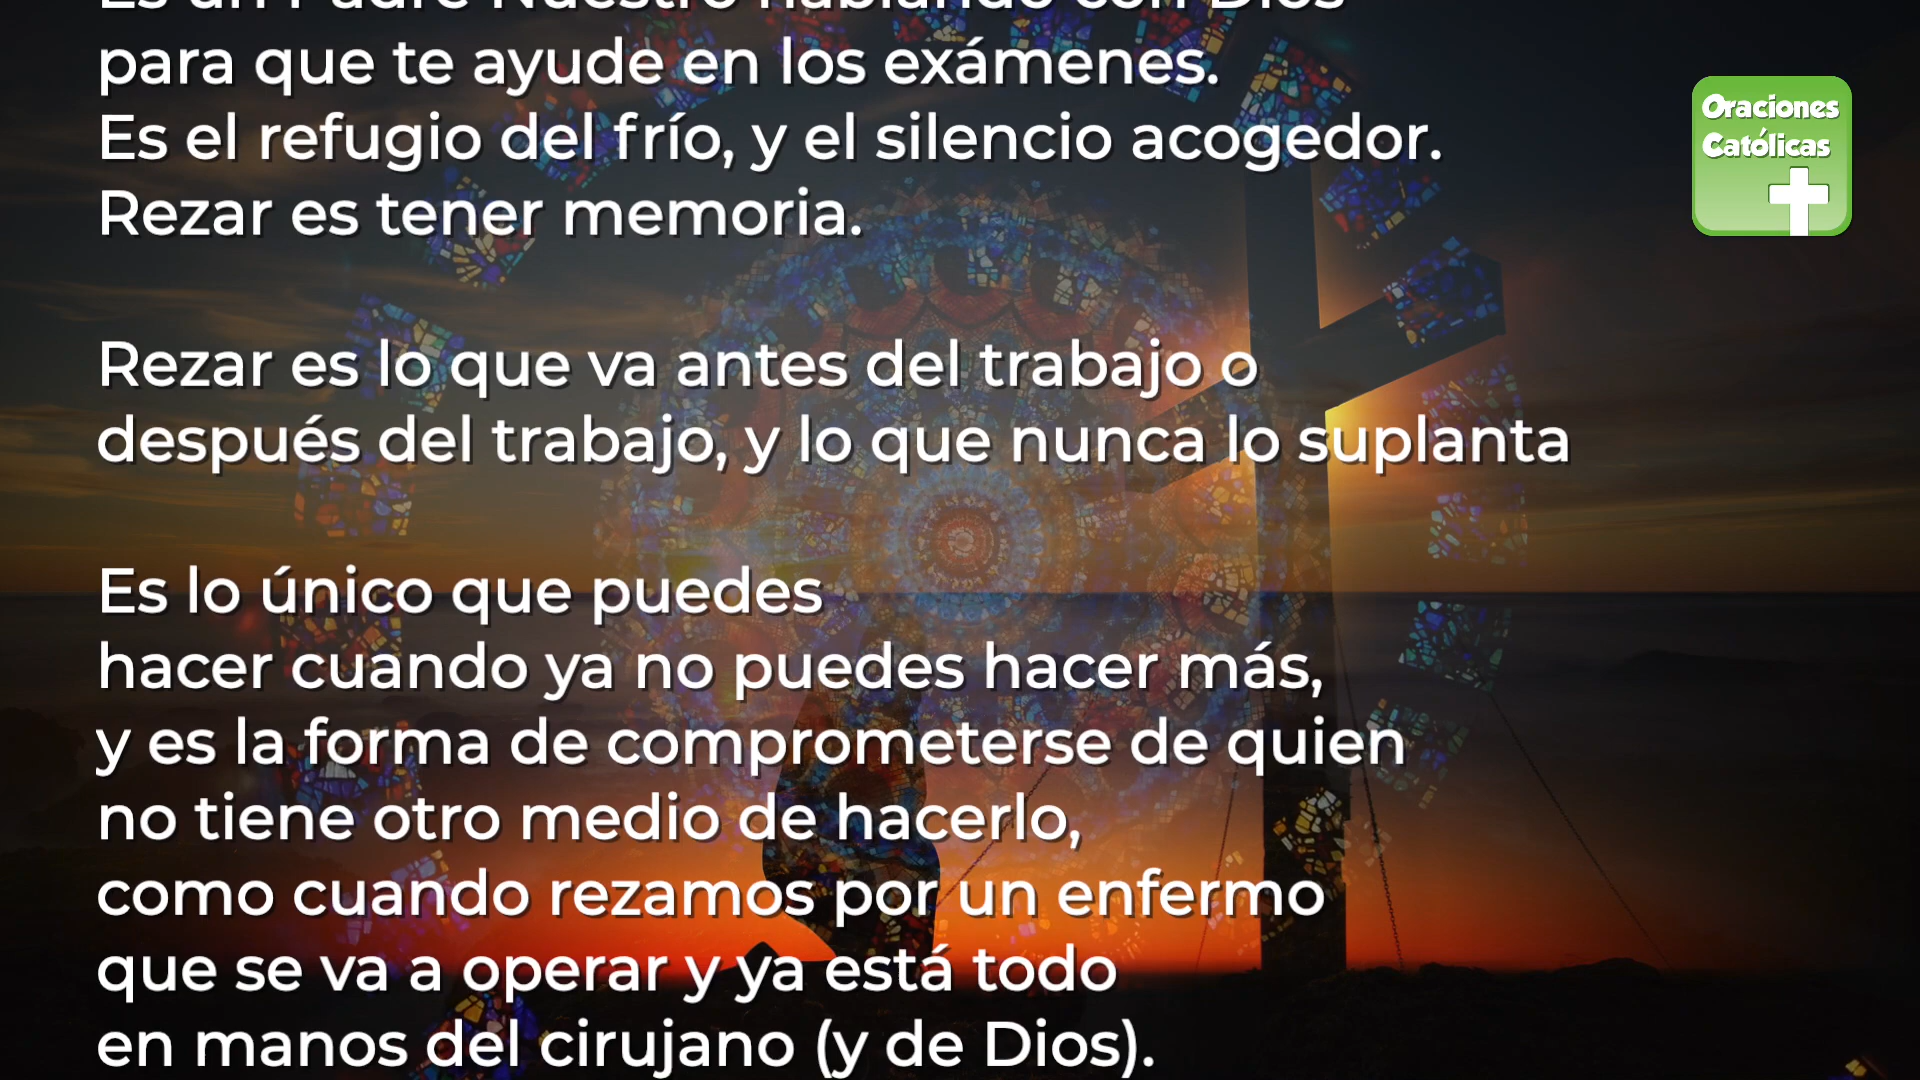 Es un Padre Nuestro hablando con Dios
para que te ayude en los exámenes.
Es el refugio del frío, y el silencio acogedor.
Rezar es tener memoria.
Rezar es lo que va antes del trabajo o
después del trabajo, y lo que nunca lo suplanta
Es lo único que puedes
hacer cuando ya no puedes hacer más,
y es la forma de comprometerse de quien
no tiene otro medio de hacerlo,
como cuando rezamos por un enfermo
que se va a operar y ya está todo
en manos del cirujano (y de Dios).
Oraciones
Católicas